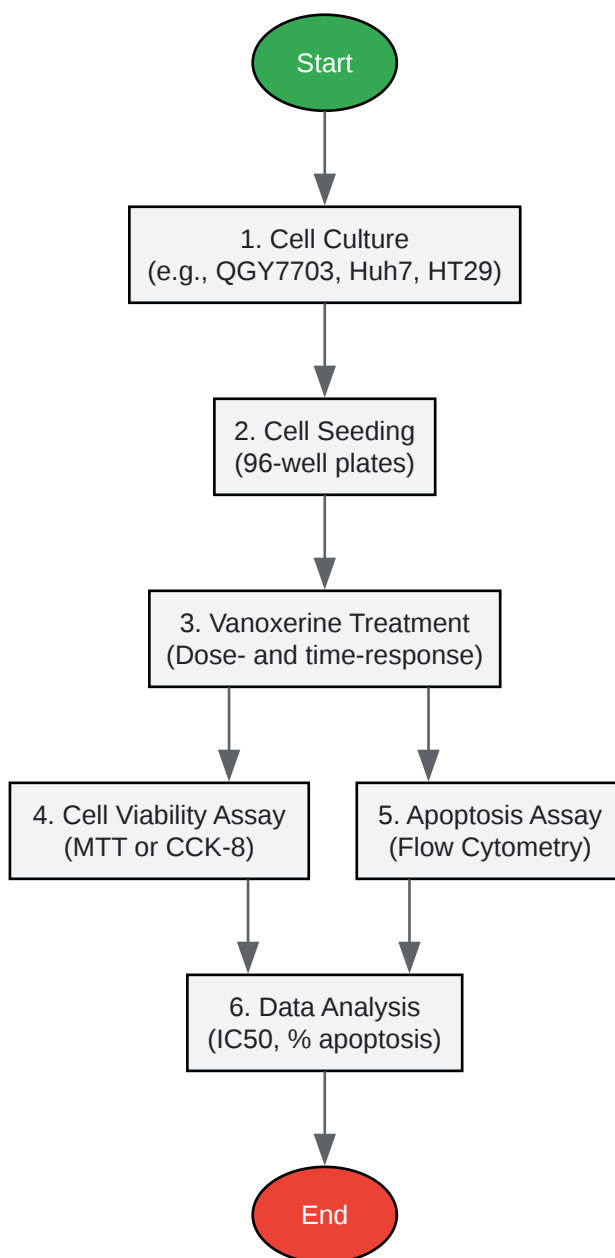 Start
1. Cell Culture
(e.g., QGY7703, Huh7, HT29)
2. Cell Seeding
(96-well plates)
3. Vanoxerine Treatment
(Dose- and time-response)
4. Cell Viability Assay
(MTT or CCK-8)
5. Apoptosis Assay
(Flow Cytometry)
6. Data Analysis
(IC50, % apoptosis)
End